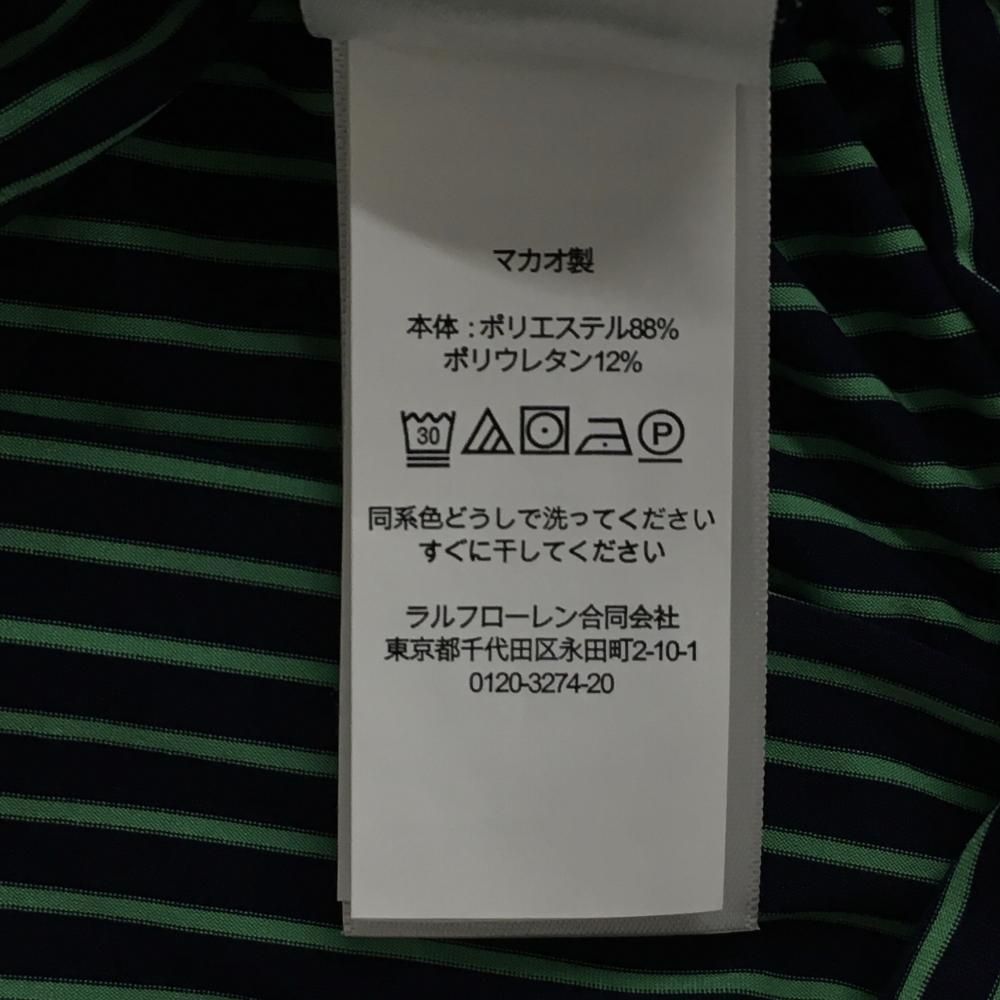 マカオ製
本体 : ポリエステル88%
ポリウレタン12%
30
P
同系色どうしで洗ってください
すぐに干してください
ラルフローレン合同会社
東京都千代田区永田町2-10-1
0120-3274-20